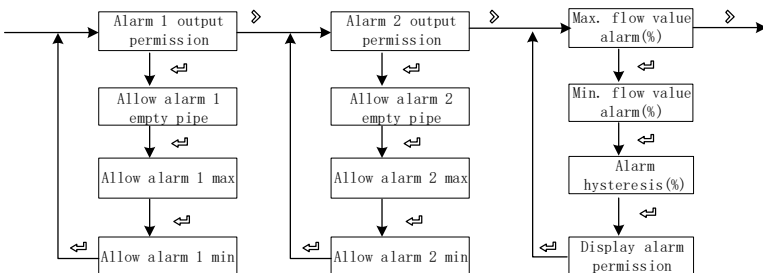 Alarm 1 output
permission
Allow alarm 1
empty pipe
Allow alarm 1 max
Allow alarm 1 min
Alarm 2 output
permission
Allow alarm 2
empty pipe
Allow alarm 2 max
Allow alarm 2 min
Max. flow value
alarm(%)
Min. flow value
alarm(%)
Alarm
hysteresis(%)
Display alarm
permission